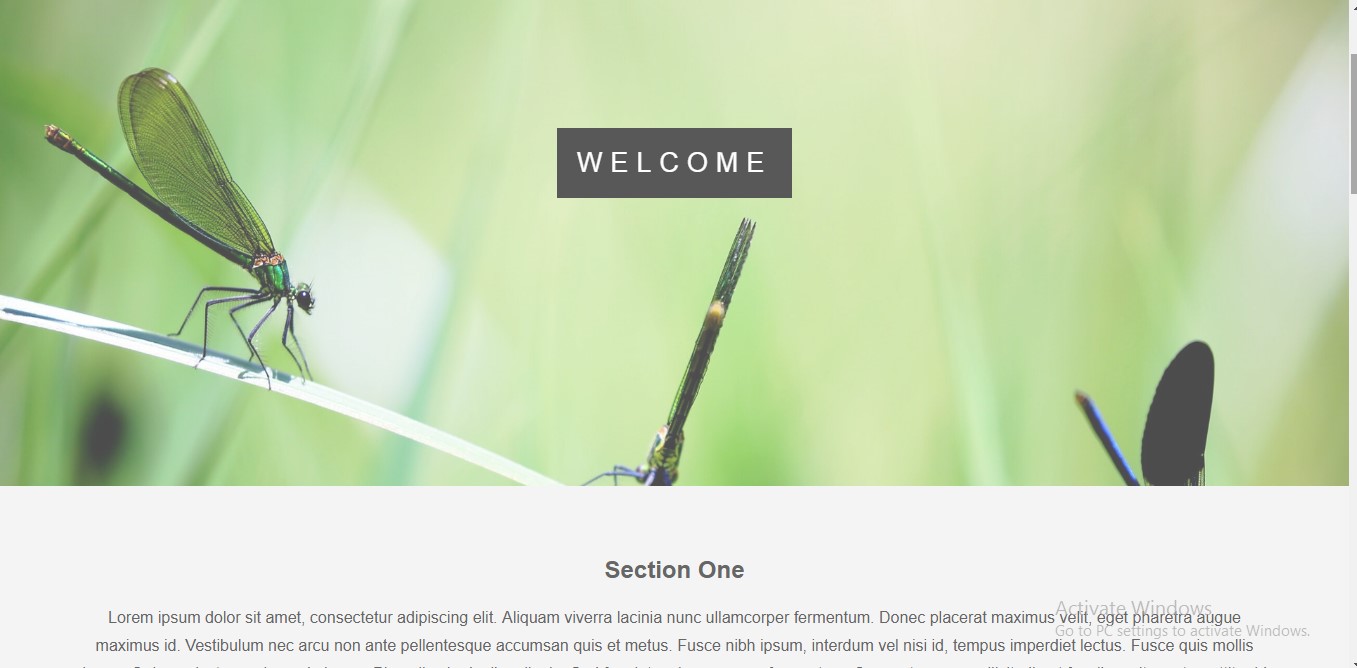 WELCOME
Section One
Lorem ipsum dolor sit amet, consectetur adipiscing elit. Aliquam viverra lacinia nunc ullamcorper fermentum. Donec placerat maximus velit, eget pharetra augue
maximus id. Vestibulum nec arcu non ante pellentesque accumsan quis et metus. Fusce nibh ipsum, interdum vel nisi id, tempus imperdiet lectus. Fusce quis mollis
Activate Windows
Go to PC settings to activate Windows.